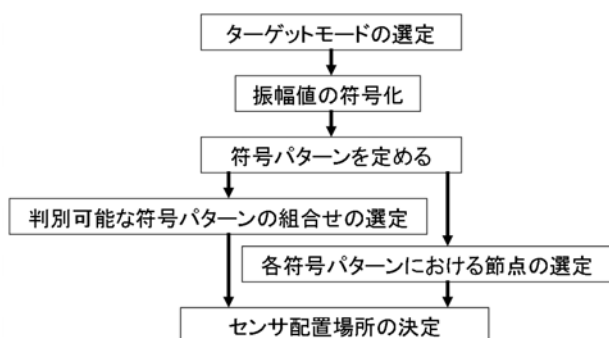 ターゲットモードの選定
振幅値の符号化
符号パターンを定める
判別可能な符号パターンの組合せの選定
各符号パターンにおける節点の選定
センサ配置場所の決定